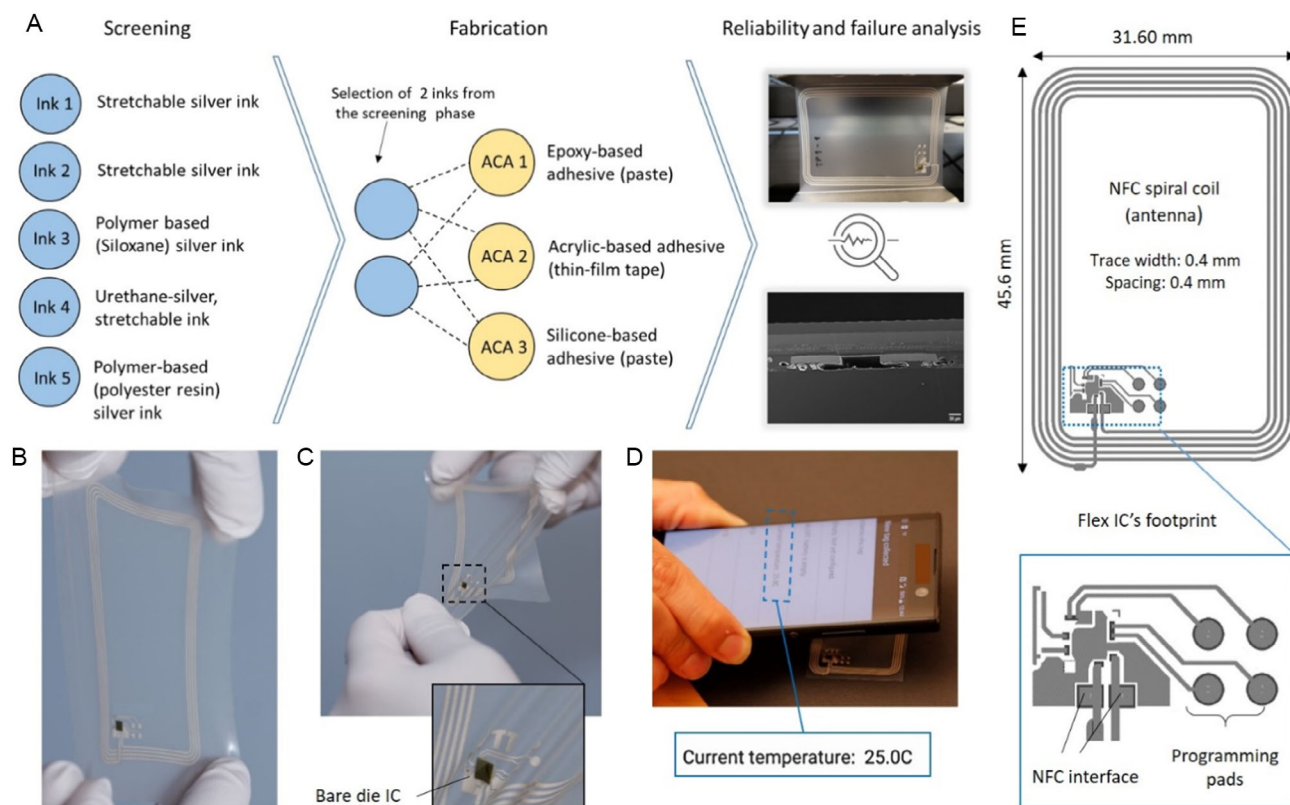 A
Screening
Ink 1
Stretchable silver ink
Ink 2
Stretchable silver ink
Ink 3
Polymer based
(Siloxane) silver ink
Ink 4
Urethane-silver,
stretchable ink
Ink 5
Polymer-based
(polyester resin)
silver ink
Fabrication
Selection of 2 inks from
the screening phase
ACA 1
Epoxy-based
adhesive (paste)
ACA 2
Acrylic-based adhesive
(thin-film tape)
ACA 3
Silicone-based
adhesive (paste)
Reliability and failure analysis
E
31.60 mm
45.6 mm
NFC spiral coil
(antenna)
Trace width: 0.4 mm
Spacing: 0.4 mm
Flex IC's footprint
NFC interface
Programming
pads
B
C
Bare die IC
D
Current temperature: 25.0C